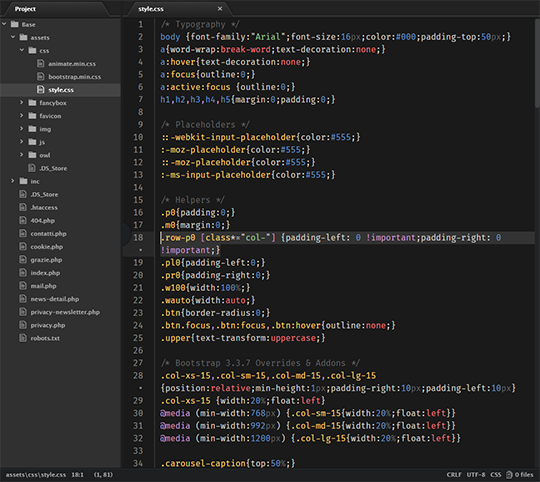 Project
Base
assets
css
animate.min.css
bootstrap.min.css
style.css
fancybox
favicon
img
js
owl
.DS_Store
inc
.DS_Store
.htaccess
404.php
contatti.php
cookie.php
grazie.php
index.php
mail.php
news-detail.php
privacy-newsletter.php
privacy.php
robots.txt
style.css ×
1 /* Typography */
2 body {font-family:"Arial";font-size:16px;color:#000;padding-top:50px;}
3 a{word-wrap:break-word;text-decoration:none;}
4 a:hover{text-decoration:none;}
5 a:focus{outline:0;}
6 a:active:focus {outline:0;}
7 h1,h2,h3,h4,h5{margin:0;padding:0;}
8
9 /* Placeholders */
10 ::-webkit-input-placeholder{color:#555;}
11 :-moz-placeholder{color:#555;}
12 ::-moz-placeholder{color:#555;}
13 :-ms-input-placeholder{color:#555;}
14
15 /* Helpers */
16 .p0{padding:0;}
17 .m0{margin:0;}
18 .row-p0 [class*="col-"] {padding-left: 0 !important;padding-right: 0
• !important;}
19 .pl0{padding-left:0;}
20 .pr0{padding-right:0;}
21 .w100{width:100%;}
22 .wauto{width:auto;}
23 .btn{border-radius:0;}
24 .btn.focus,.btn:focus,.btn:hover{outline:none;}
25 .upper{text-transform:uppercase;}
26
27 /* Bootstrap 3.3.7 Overrides & Addons */
28 .col-xs-15,.col-sm-15,.col-md-15,.col-lg-15
• {position:relative;min-height:1px;padding-right:10px;padding-left:10px}
29 .col-xs-15 {width:20%;float:left}
30 @media (min-width:768px) {.col-sm-15{width:20%;float:left}}
31 @media (min-width:992px) {.col-md-15{width:20%;float:left}}
32 @media (min-width:1200px) {.col-lg-15{width:20%;float:left}}
33
34 .carousel-caption{top:50%;}
assets\css\style.css 18:1 (1, 81) CRLF UTF-8 CSS 0 files